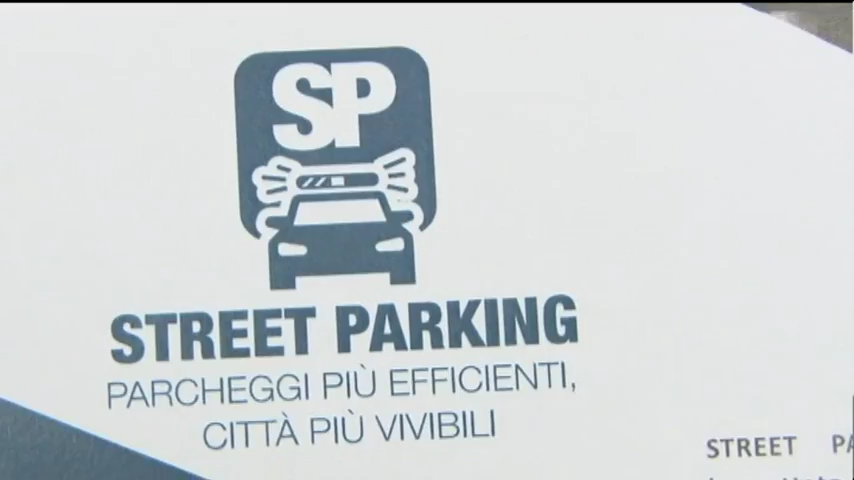 SP
STREET PARKING
PARCHEGGI PIÙ EFFICIENTI,
CITTÀ PIÙ VIVIBILI
STREET